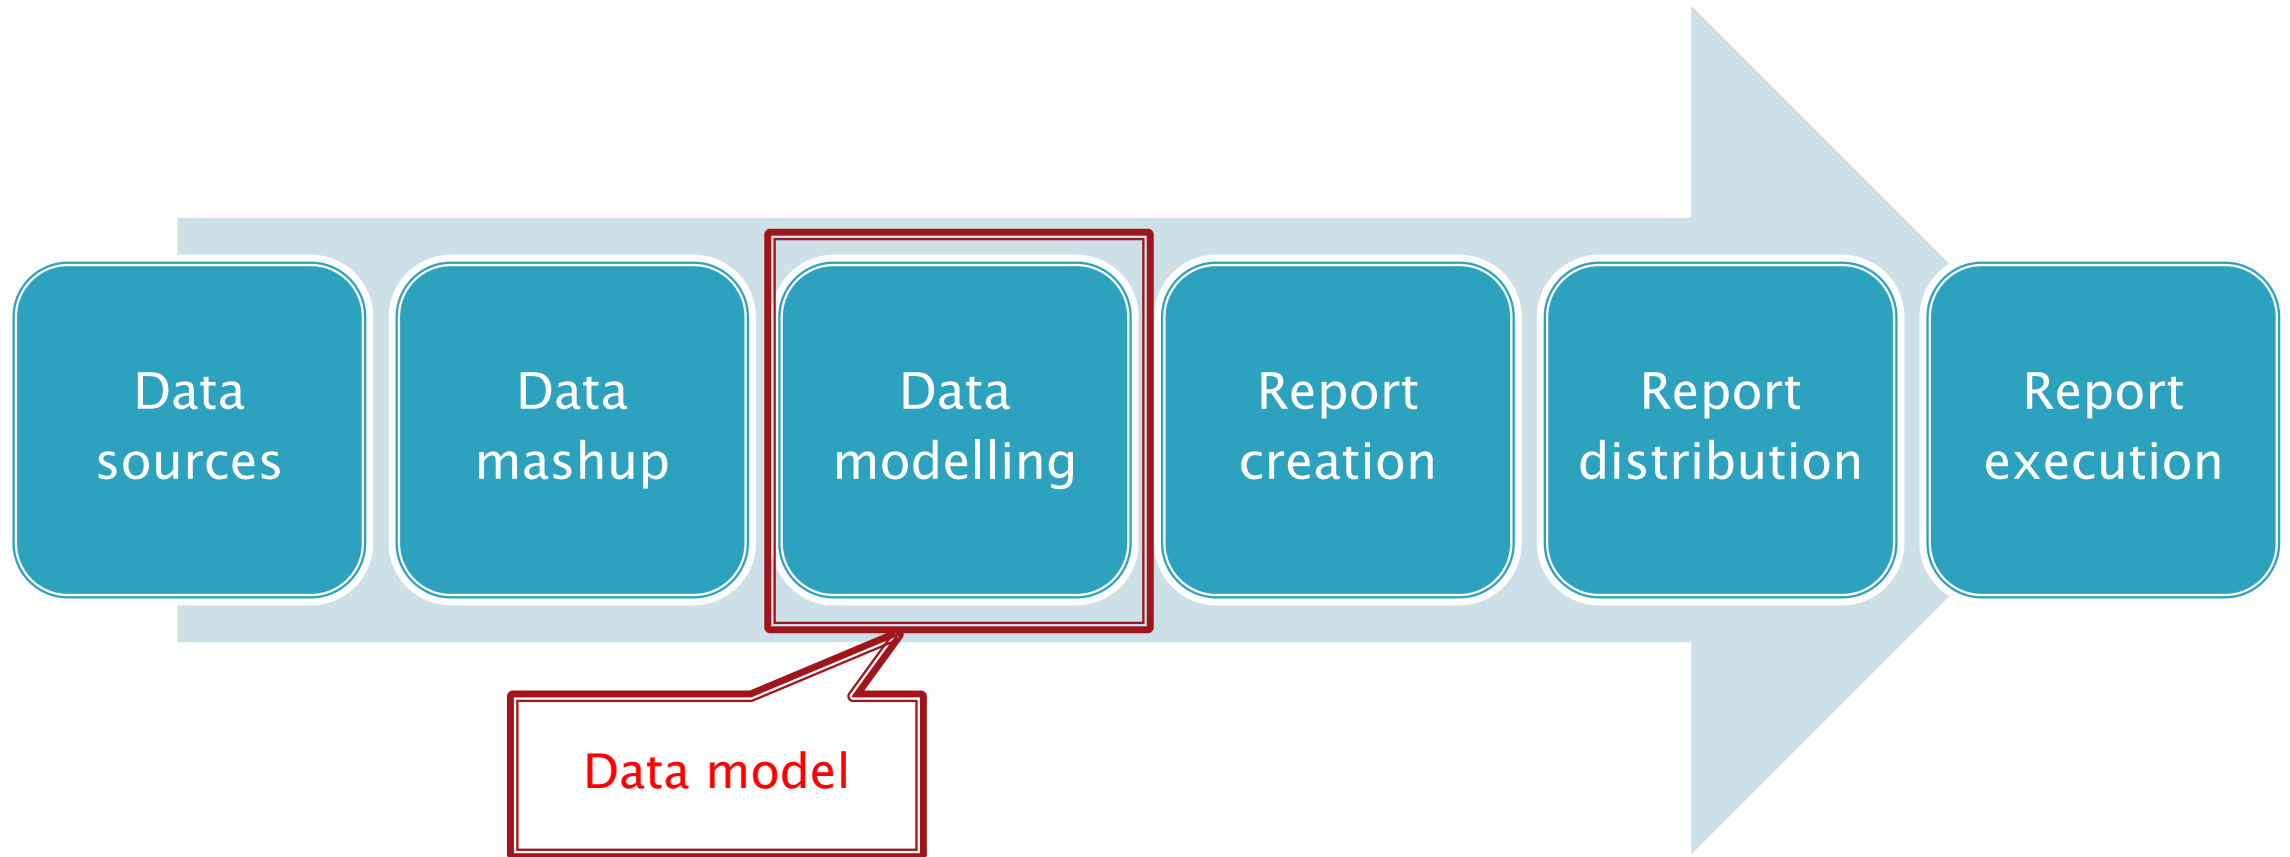 Data
sources
Data
mashup
Data
modelling
Report
creation
Report
distribution
Report
execution
Data model